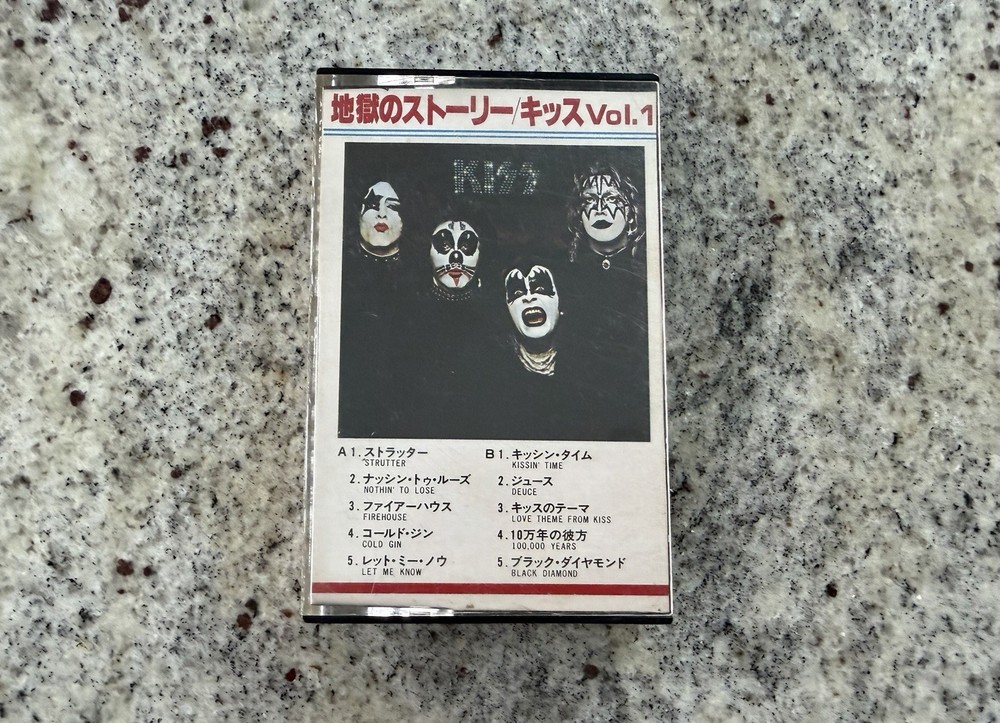 地獄のストーリー/キッス Vol.1
KISS
A 1. ストラッター
STRUTTER
2. ナッシン・トゥ・ルーズ
NOTHIN' TO LOSE
3. ファイアーハウス
FIREHOUSE
4. コールド・ジン
COLD GIN
5. レット・ミー・ノウ
LET ME KNOW
B 1. キッシン・タイム
KISSIN' TIME
2. ジュース
DEUCE
3. キッスのテーマ
LOVE THEME FROM KISS
4. 10万年の彼方
100,000 YEARS
5. ブラック・ダイヤモンド
BLACK DIAMOND